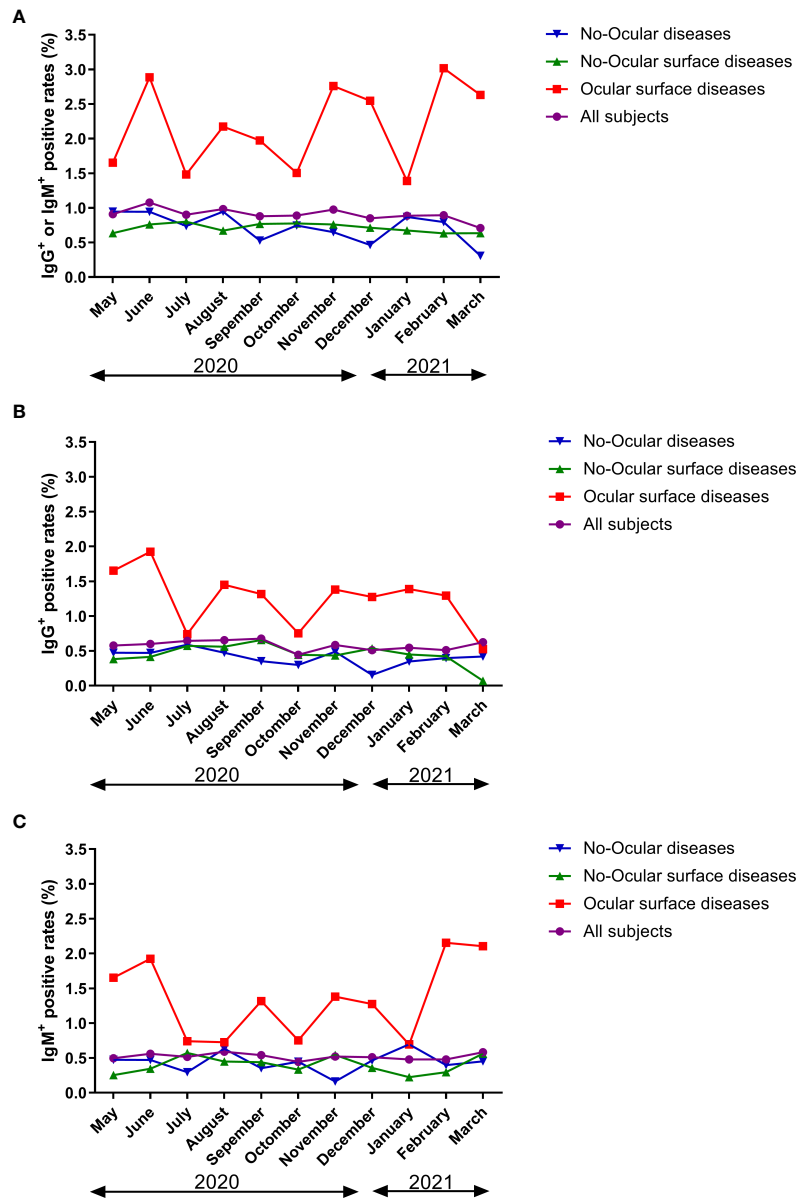 A
IgG+ or IgM+ positive rates (%)
3.5
3.0
2.5
2.0
1.5
1.0
0.5
0.0
May
June
July
August
Sepember
Octomber
November
December
January
February
March
2020
2021
No-Ocular diseases
No-Ocular surface diseases
Ocular surface diseases
All subjects
B
IgG+ positive rates (%)
3.5
3.0
2.5
2.0
1.5
1.0
0.5
0.0
May
June
July
August
Sepember
Octomber
November
December
January
February
March
2020
2021
No-Ocular diseases
No-Ocular surface diseases
Ocular surface diseases
All subjects
C
IgM+ positive rates (%)
3.5
3.0
2.5
2.0
1.5
1.0
0.5
0.0
May
June
July
August
Sepember
Octomber
November
December
January
February
March
2020
2021
No-Ocular diseases
No-Ocular surface diseases
Ocular surface diseases
All subjects